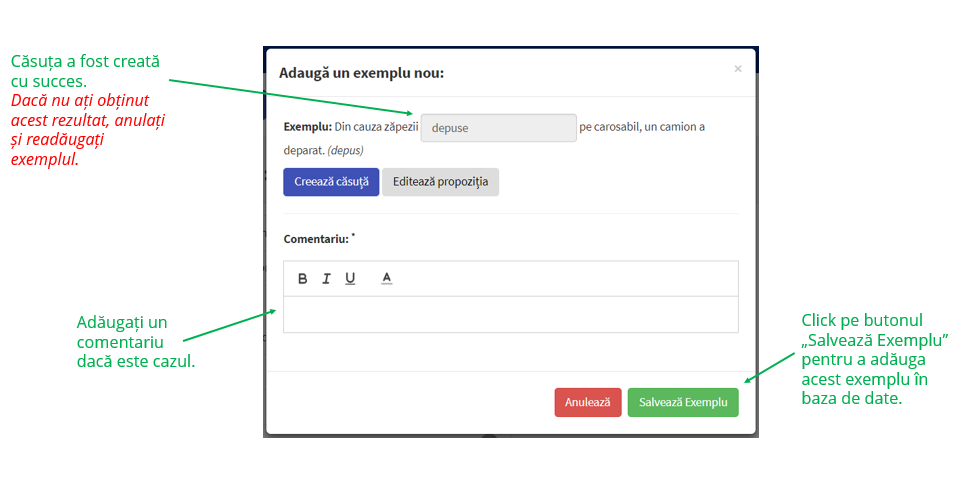 Căsuța a fost creată
cu succes.
Dacă nu ați obținut
acest rezultat, anulați
și readăugați
exemplul.
Adaugă un exemplu nou:
×
Exemplu: Din cauza zăpezii depuse pe carosabil, un camion a
deparat. (depus)
Creează căsuță Editează propoziția
Comentariu: *
B I U A
Adăugați un
comentariu
dacă este cazul.
Click pe butonul
„Salvează Exemplu”
pentru a adăuga
acest exemplu în
baza de date.
Anulează Salvează Exemplu